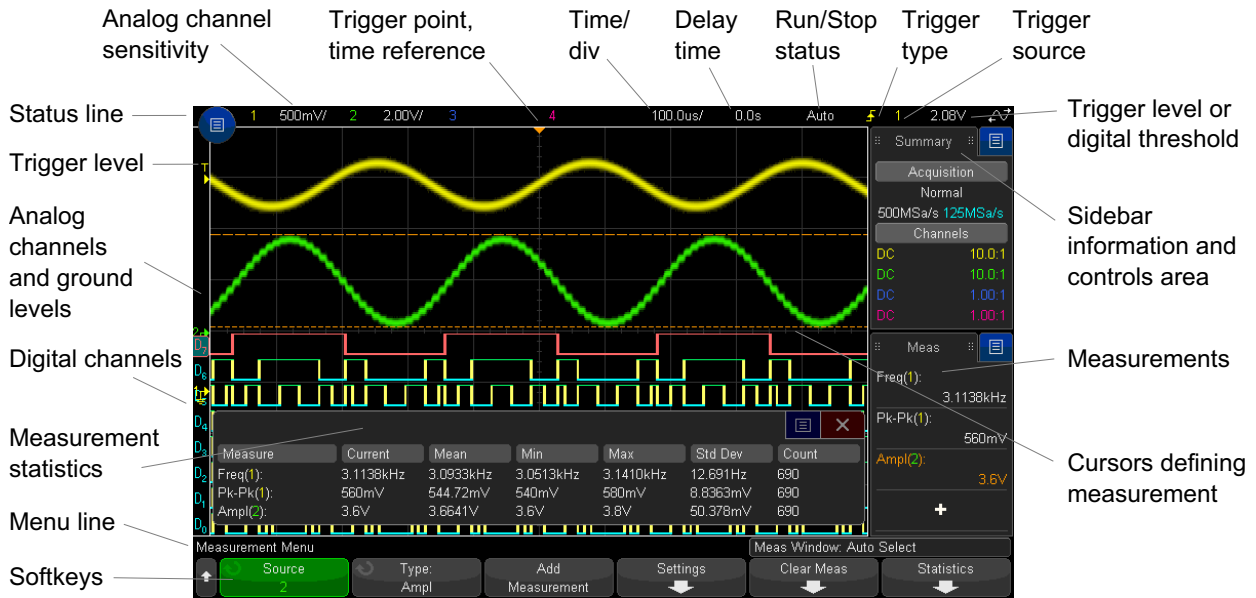 Analog channel
sensitivity
Trigger point,
time reference
Time/
div
Delay
time
Run/Stop
status
Trigger
type
Trigger
source
Status line
1 500mV/ 2 2.00V/ 3 4 100.0us/ 0.0s Auto 1 2.08V
Trigger level or
digital threshold
Trigger level
T
Analog
channels
and ground
levels
Summary
Acquisition
Normal
500MSa/s 125MSa/s
Channels
DC 10.0:1
DC 10.0:1
DC 1.00:1
DC 1.00:1
Sidebar
information and
controls area
2
D7
Digital channels
D6
1
D4
D3
D2
D1
D0
Meas
Freq(1):
3.1138kHz
Pk-Pk(1):
560mV
Ampl(2):
3.6V
Measurements
Measurement
statistics
Measure Current Mean Min Max Std Dev Count
Freq(1): 3.1138kHz 3.0933kHz 3.0513kHz 3.1410kHz 12.691Hz 690
Pk-Pk(1): 560mV 544.72mV 540mV 580mV 8.8363mV 690
Ampl(2): 3.6V 3.6641V 3.6V 3.8V 50.378mV 690
Cursors defining
measurement
Menu line
Measurement Menu
Meas Window: Auto Select
Softkeys
Source
2
Type:
Ampl
Add
Measurement
Settings
Clear Meas
Statistics